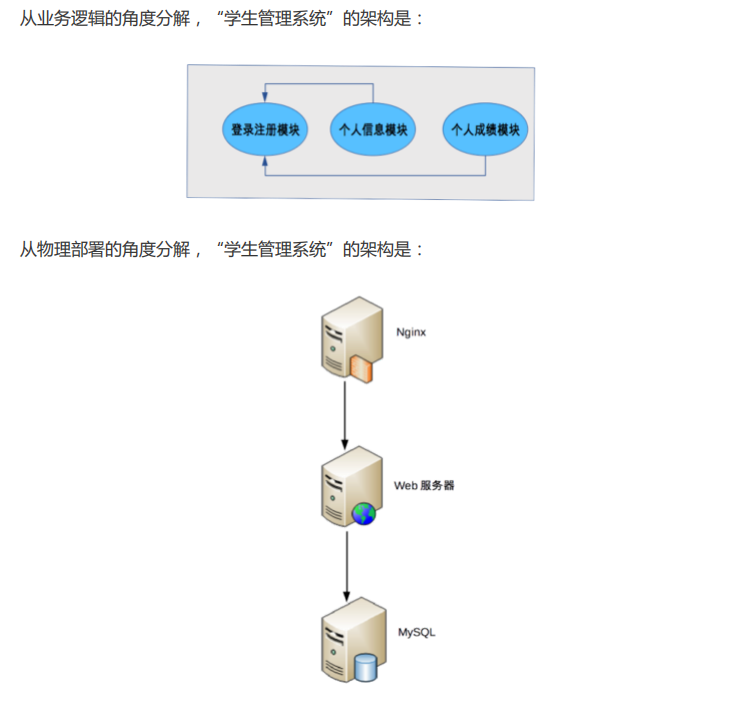 从业务逻辑的角度分解，“学生管理系统”的架构是：
登录注册模块 个人信息模块 个人成绩模块
从物理部署的角度分解，“学生管理系统”的架构是：
Nginx
Web 服务器
MySQL